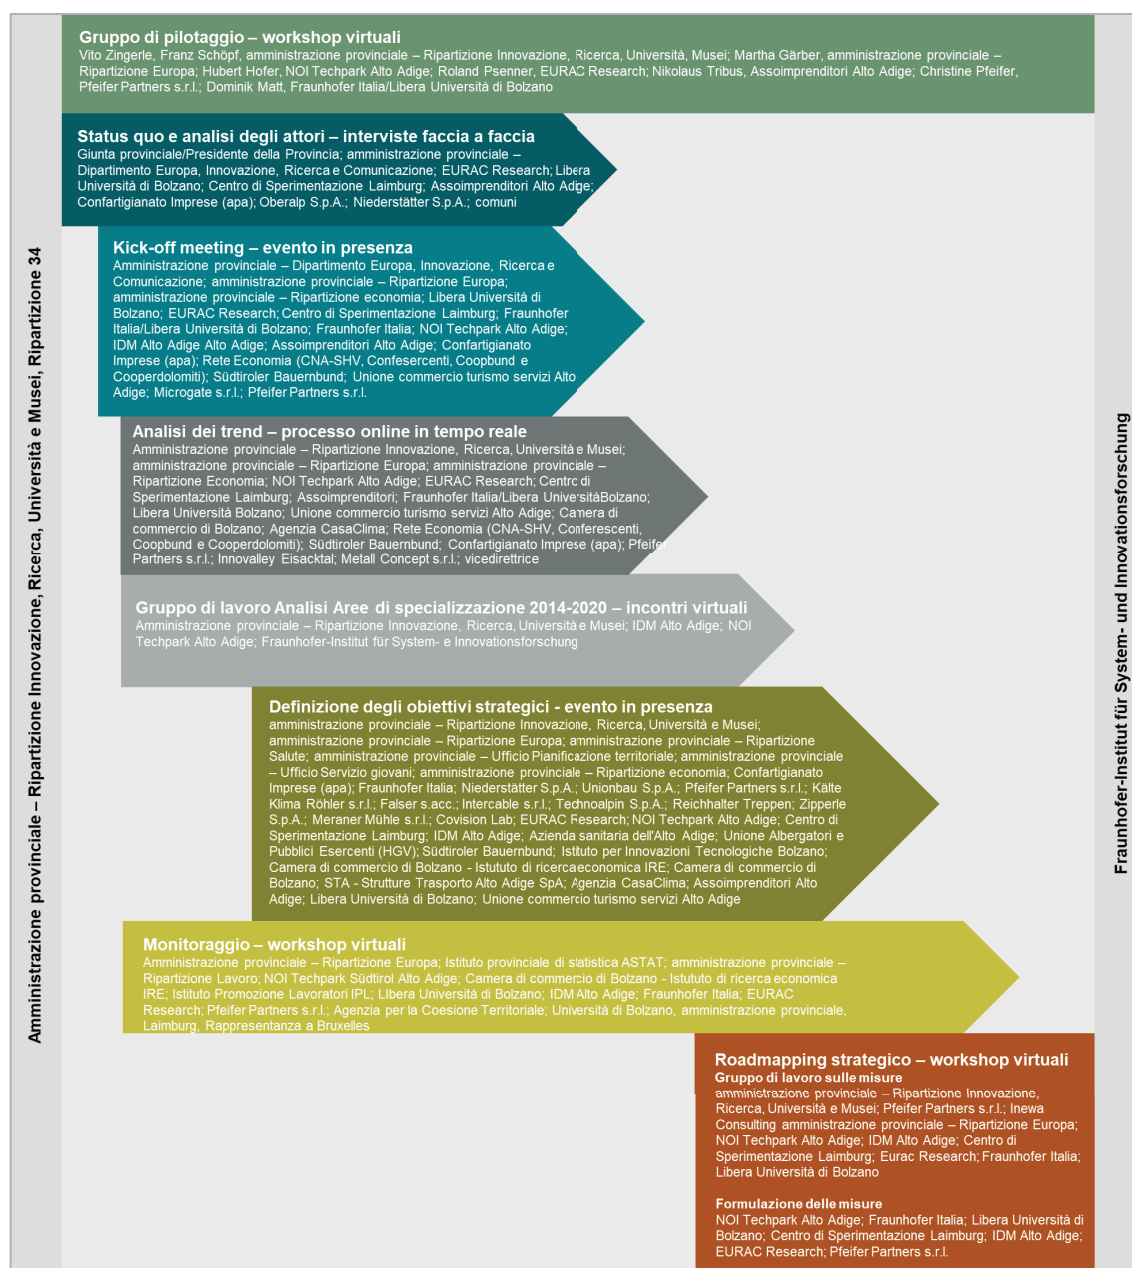 Amministrazione provinciale – Ripartizione Innovazione, Ricerca, Università e Musei, Ripartizione 34
Gruppo di pilotaggio – workshop virtuali
Vito Zingerle, Franz Schöpf, amministrazione provinciale – Ripartizione Innovazione, Ricerca, Università, Musei; Martha Gärber, amministrazione provinciale –
Ripartizione Europa; Hubert Hofer, NOI Techpark Alto Adige; Roland Psenner, EURAC Research; Nikolaus Tribus, Assoimprenditori Alto Adige; Christine Pfeifer,
Pfeifer Partners s.r.l.; Dominik Matt, Fraunhofer Italia/Libera Università di Bolzano
Status quo e analisi degli attori – interviste faccia a faccia
Giunta provinciale/Presidente della Provincia; amministrazione provinciale –
Dipartimento Europa, Innovazione, Ricerca e Comunicazione; EURAC Research; Libera
Università di Bolzano; Centro di Sperimentazione Laimburg; Assoimprenditori Alto Adige;
Confartigianato Imprese (apa); Oberalp S.p.A.; Niederstätter S.p.A.; comuni
Kick-off meeting – evento in presenza
Amministrazione provinciale – Dipartimento Europa, Innovazione, Ricerca e
Comunicazione; amministrazione provinciale – Ripartizione Europa;
amministrazione provinciale – Ripartizione economia; Libera Università di
Bolzano; EURAC Research; Centro di Sperimentazione Laimburg; Fraunhofer
Italia/Libera Università di Bolzano; Fraunhofer Italia; NOI Techpark Alto Adige;
IDM Alto Adige Alto Adige; Assoimprenditori Alto Adige; Confartigianato
Imprese (apa); Rete Economia (CNA-SHV, Confesercenti, Coopbund e
Cooperdolomiti); Südtiroler Bauernbund; Unione commercio turismo servizi Alto
Adige; Microgate s.r.l.; Pfeifer Partners s.r.l.
Analisi dei trend – processo online in tempo reale
Amministrazione provinciale – Ripartizione Innovazione, Ricerca, Università e Musei;
amministrazione provinciale – Ripartizione Europa; amministrazione provinciale –
Ripartizione Economia; NOI Techpark Alto Adige; EURAC Research; Centro di
Sperimentazione Laimburg; Assoimprenditori; Fraunhofer Italia/Libera UniversitàBolzano;
Libera Università Bolzano; Unione commercio turismo servizi Alto Adige; Camera di
commercio di Bolzano; Agenzia CasaClima; Rete Economia (CNA-SHV, Conferescenti,
Coopbund e Cooperdolomiti); Südtiroler Bauernbund; Confartigianato Imprese (apa); Pfeifer
Partners s.r.l.; Innovalley Eisacktal; Metall Concept s.r.l.; vicedirettrice
Gruppo di lavoro Analisi Aree di specializzazione 2014-2020 – incontri virtuali
Amministrazione provinciale – Ripartizione Innovazione, Ricerca, Università e Musei; IDM Alto Adige; NOI
Techpark Alto Adige; Fraunhofer-Institut für System- e Innovationsforschung
Definizione degli obiettivi strategici - evento in presenza
amministrazione provinciale – Ripartizione Innovazione, Ricerca, Università e Musei;
amministrazione provinciale – Ripartizione Europa; amministrazione provinciale – Ripartizione
Salute; amministrazione provinciale – Ufficio Pianificazione territoriale; amministrazione provinciale
– Ufficio Servizio giovani; amministrazione provinciale – Ripartizione economia; Confartigianato
Imprese (apa); Fraunhofer Italia; Niederstätter S.p.A.; Unionbau S.p.A.; Pfeifer Partners s.r.l.; Kälte
Klima Röhler s.r.l.; Falser s.acc.; Intercable s.r.l.; Technoalpin S.p.A.; Reichhalter Treppen; Zipperle
S.p.A.; Meraner Mühle s.r.l.; Covision Lab; EURAC Research; NOI Techpark Alto Adige; Centro di
Sperimentazione Laimburg; IDM Alto Adige; Azienda sanitaria dell'Alto Adige; Unione Albergatori e
Pubblici Esercenti (HGV); Südtiroler Bauernbund; Istituto per Innovazioni Tecnologiche Bolzano;
Camera di commercio di Bolzano - Istututo di ricerca economica IRE; Camera di commercio di
Bolzano; STA - Strutture Trasporto Alto Adige SpA; Agenzia CasaClima; Assoimprenditori Alto
Adige; Libera Università di Bolzano; Unione commercio turismo servizi Alto Adige
Monitoraggio – workshop virtuali
Amministrazione provinciale – Ripartizione Europa; Istituto provinciale di statistica ASTAT; amministrazione provinciale –
Ripartizione Lavoro; NOI Techpark Südtirol Alto Adige; Camera di commercio di Bolzano - Istututo di ricerca economica
IRE; Istituto Promozione Lavoratori IPL; LIbera Università di Bolzano; IDM Alto Adige; Fraunhofer Italia; EURAC
Research; Pfeifer Partners s.r.l.; Agenzia per la Coesione Territoriale; Università di Bolzano, amministrazione provinciale,
Laimburg, Rappresentanza a Bruxelles
Roadmapping strategico – workshop virtuali
Gruppo di lavoro sulle misure
amministrazione provinciale – Ripartizione Innovazione,
Ricerca, Università e Musei; Pfeifer Partners s.r.l.; Inewa
Consulting amministrazione provinciale – Ripartizione Europa;
NOI Techpark Alto Adige; IDM Alto Adige; Centro di
Sperimentazione Laimburg; Eurac Research; Fraunhofer Italia;
Libera Università di Bolzano
Formulazione delle misure
NOI Techpark Alto Adige; Fraunhofer Italia; Libera Università di
Bolzano; Centro di Sperimentazione Laimburg; IDM Alto Adige;
EURAC Research; Pfeifer Partners s.r.l.
Fraunhofer-Institut für System- und Innovationsforschung